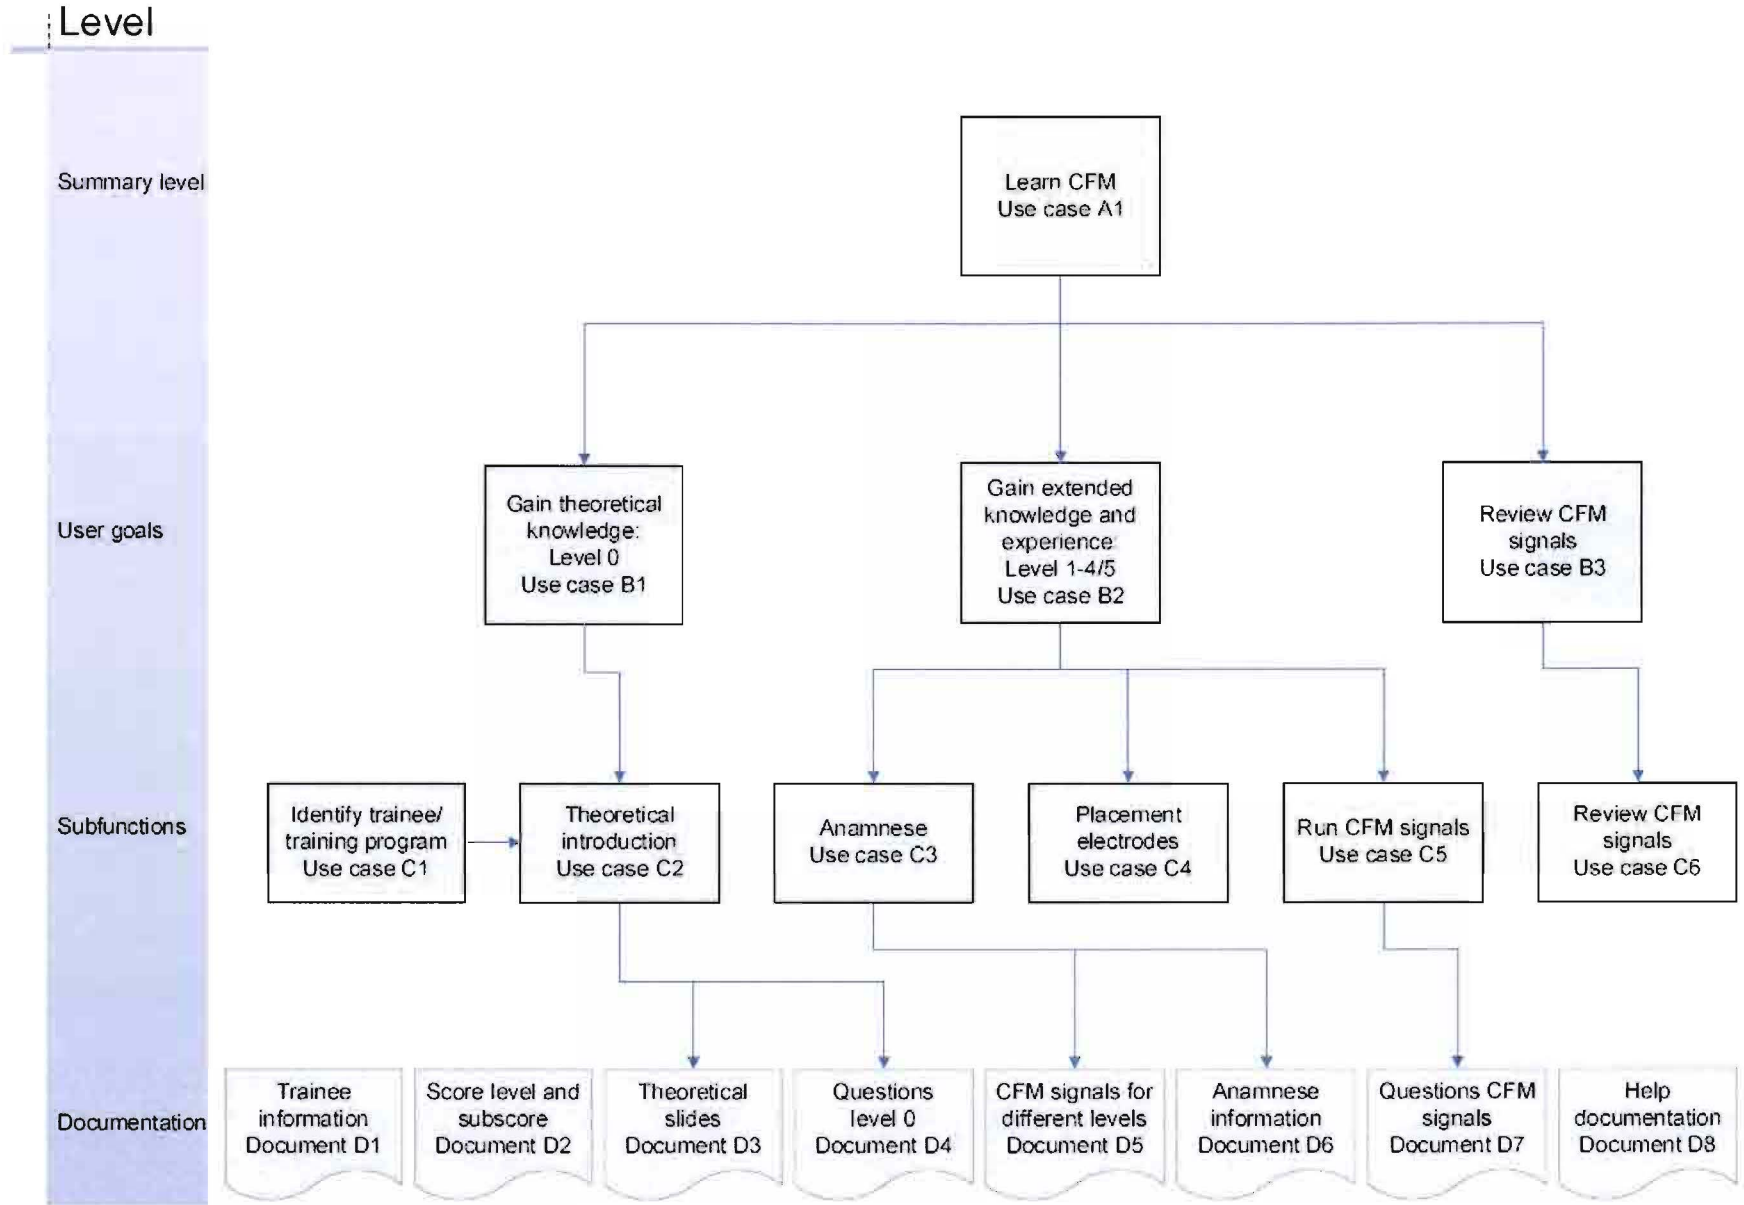 Level
Summary level
Learn CFM
Use case A1
User goals
Gain theoretical
knowledge:
Level 0
Use case B1
Gain extended
knowledge and
experience:
Level 1-4/5
Use case B2
Review CFM
signals
Use case B3
Subfunctions
Identify trainee/
training program
Use case C1
Theoretical
introduction
Use case C2
Anamnese
Use case C3
Placement
electrodes
Use case C4
Run CFM signals
Use case C5
Review CFM
signals
Use case C6
Documentation
Trainee
information
Document D1
Score level and
subscore
Document D2
Theoretical
slides
Document D3
Questions
level 0
Document D4
CFM signals for
different levels
Document D5
Anamnese
information
Document D6
Questions CFM
signals
Document D7
Help
documentation
Document D8